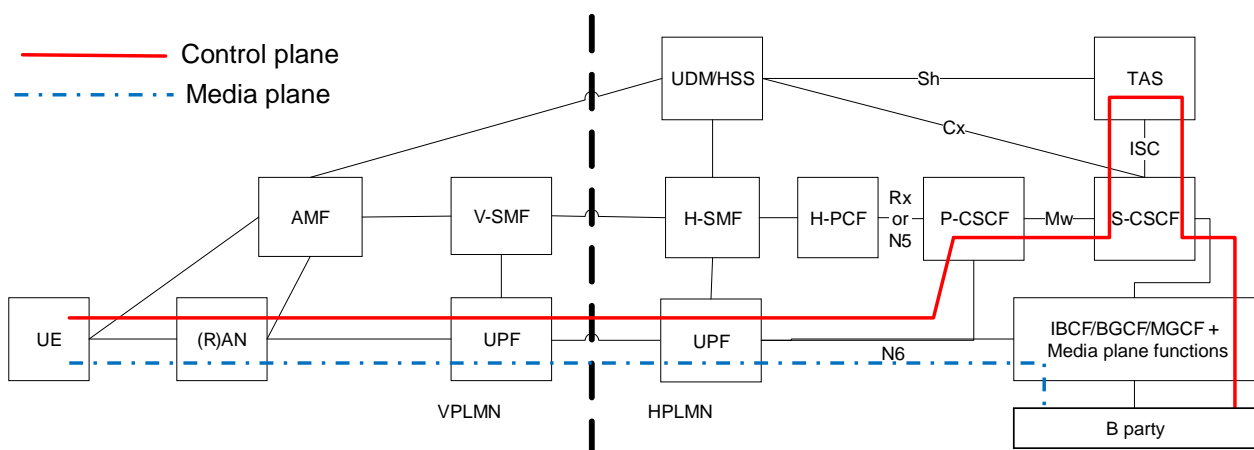 Control plane
Media plane
UDM/HSS
Sh
TAS
Cx
ISC
AMF
V-SMF
H-SMF
H-PCF
Rx
or
N5
P-CSCF
Mw
S-CSCF
UE
(R)AN
UPF
UPF
N6
IBCF/BGCF/MGCF +
Media plane functions
VPLMN
HPLMN
B party